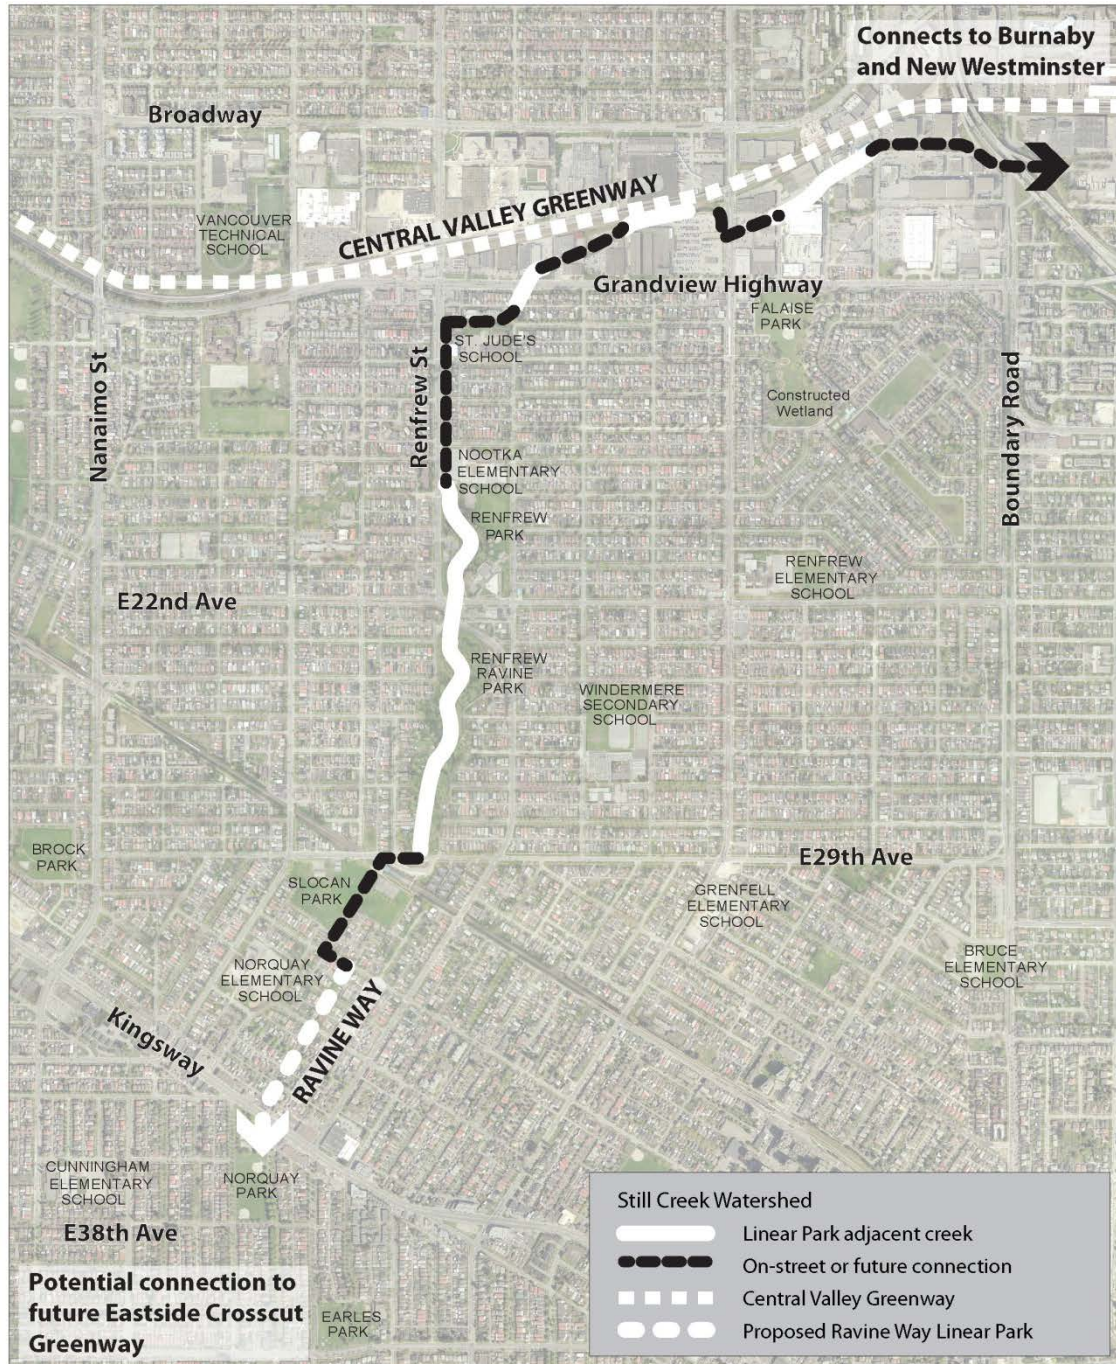 Connects to Burnaby
and New Westminster
Broadway
VANCOUVER
TECHNICAL
SCHOOL
CENTRAL VALLEY GREENWAY
Grandview Highway
FALAISE
PARK
ST. JUDE'S
SCHOOL
Nanaimo St
Renfrew St
Boundary Road
Constructed
Wetland
NOOTKA
ELEMENTARY
SCHOOL
RENFREW
PARK
RENFREW
ELEMENTARY
SCHOOL
E22nd Ave
RENFREW
RAVINE
PARK
WINDERMERE
SECONDARY
SCHOOL
BROCK
PARK
E29th Ave
SLOCAN
PARK
GRENFELL
ELEMENTARY
SCHOOL
NORQUAY
ELEMENTARY
SCHOOL
BRUCE
ELEMENTARY
SCHOOL
Kingsway
RAVINE WAY
CUNNINGHAM
ELEMENTARY
SCHOOL
NORQUAY
PARK
E38th Ave
Potential connection to
future Eastside Crosscut
Greenway
EARLES
PARK
Still Creek Watershed
Linear Park adjacent creek
On-street or future connection
Central Valley Greenway
Proposed Ravine Way Linear Park